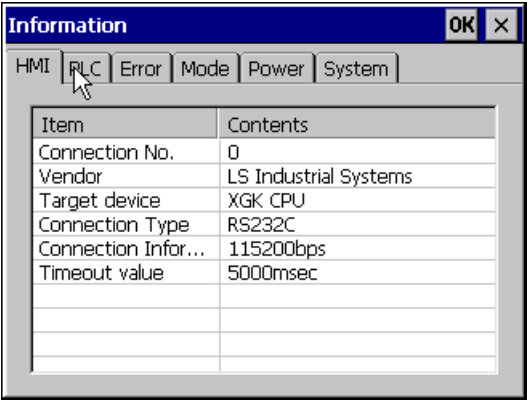 Information OK
HMI PLC Error Mode Power System
Item Contents
Connection No. 0
Vendor LS Industrial Systems
Target device XGK CPU
Connection Type RS232C
Connection Infor... 115200bps
Timeout value 5000msec